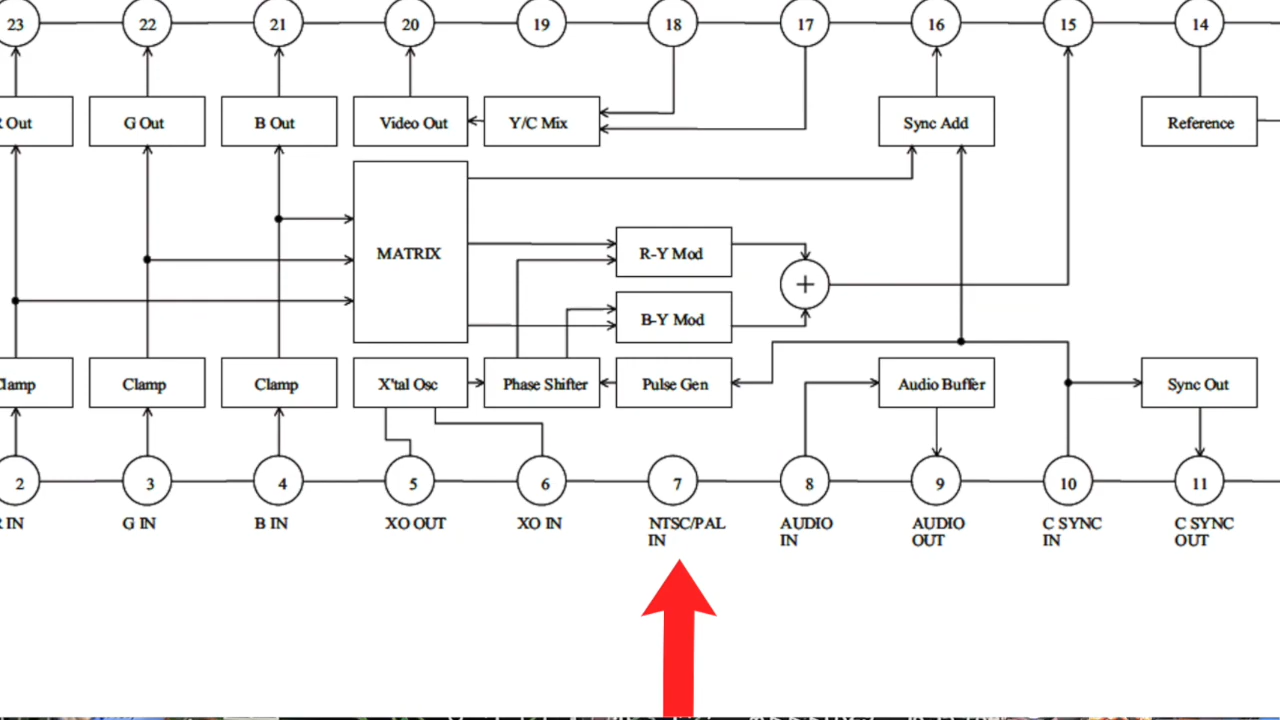 23 22 21 20 19 18 17 16 15 14
Out G Out B Out Video Out Y/C Mix Sync Add Reference
MATRIX
R-Y Mod
+
B-Y Mod
Clamp Clamp X'tal Osc Phase Shifter Pulse Gen Audio Buffer Sync Out
2 3 4 5 6 7 8 9 10 11
IN G IN B IN XO OUT XO IN NTSC/PAL AUDIO AUDIO C SYNC C SYNC
IN IN OUT IN OUT